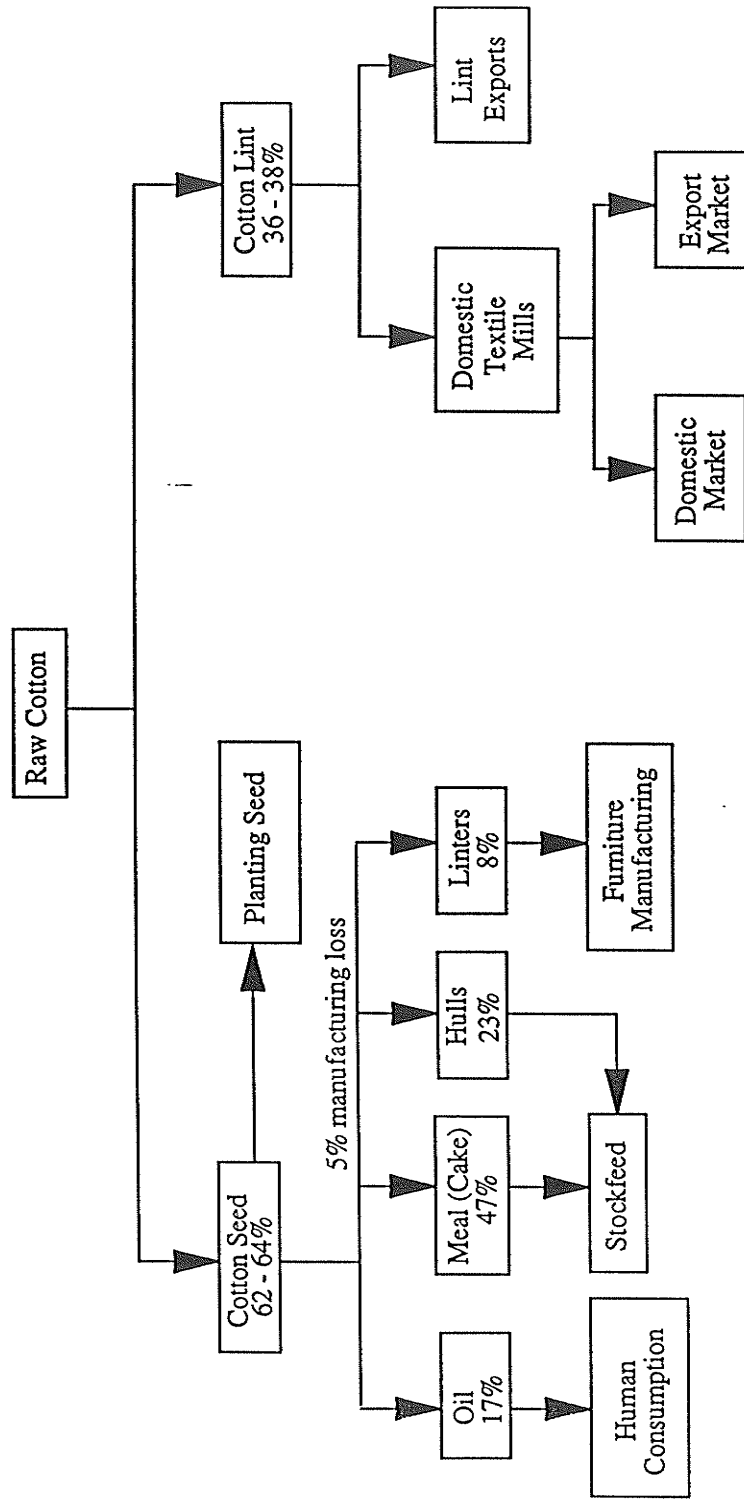 Raw Cotton
Cotton Seed
62 - 64%
Planting Seed
Cotton Lint
36 - 38%
5% manufacturing loss
Oil
17%
Meal (Cake)
47%
Hulls
23%
Linters
8%
Domestic
Textile
Mills
Lint
Exports
Human
Consumption
Stockfeed
Furniture
Manufacturing
Domestic
Market
Export
Market